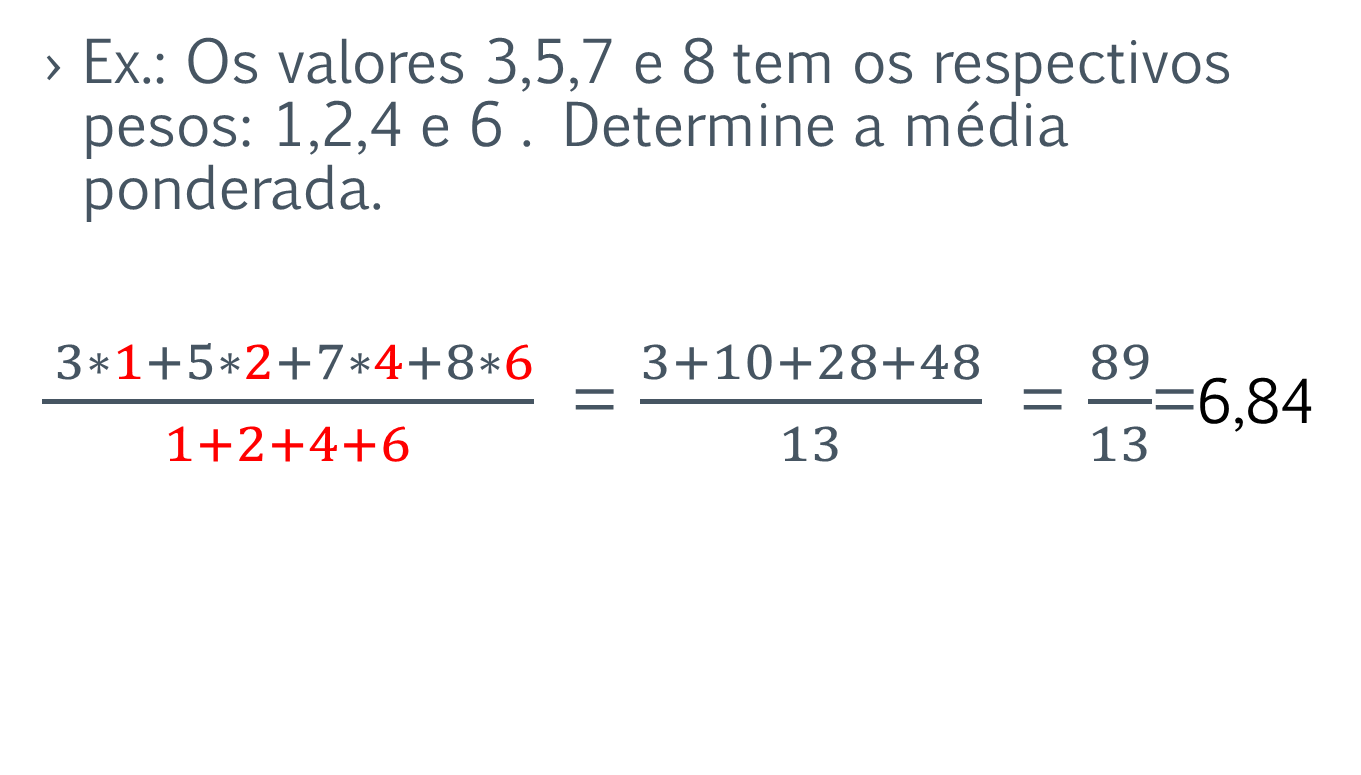 › Ex.: Os valores 3,5,7 e 8 tem os respectivos
pesos: 1,2,4 e 6 . Determine a média
ponderada.
3*1+5*2+7*4+8*6 / 1+2+4+6 = 3+10+28+48 / 13 = 89 / 13 =6,84